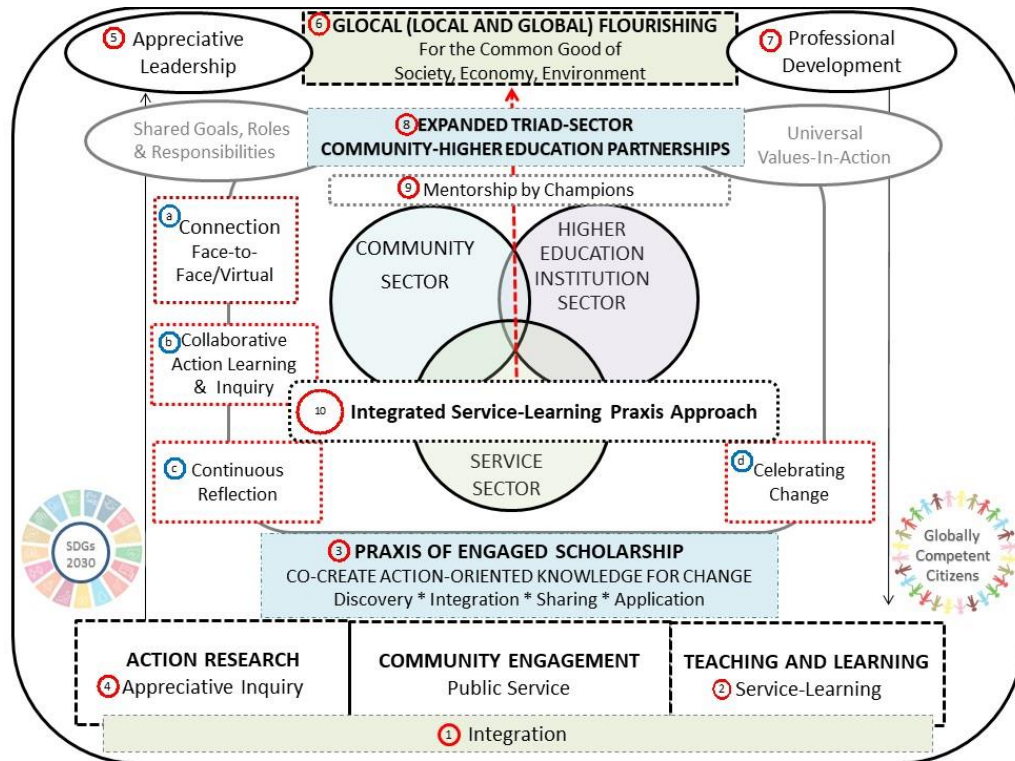 5 Appreciative
Leadership
6 GLOCAL (LOCAL AND GLOBAL) FLOURISHING
For the Common Good of
Society, Economy, Environment
7 Professional
Development
Shared Goals, Roles
& Responsibilities
8 EXPANDED TRIAD-SECTOR
COMMUNITY-HIGHER EDUCATION PARTNERSHIPS
Universal
Values-In-Action
9 Mentorship by Champions
a Connection
Face-to-
Face/Virtual
COMMUNITY
SECTOR
HIGHER
EDUCATION
INSTITUTION
SECTOR
b Collaborative
Action Learning
& Inquiry
10 Integrated Service-Learning Praxis Approach
c Continuous
Reflection
SERVICE
SECTOR
d Celebrating
Change
SDGs
2030
3 PRAXIS OF ENGAGED SCHOLARSHIP
CO-CREATE ACTION-ORIENTED KNOWLEDGE FOR CHANGE
Discovery * Integration * Sharing * Application
Globally
Competent
Citizens
ACTION RESEARCH
4 Appreciative Inquiry
COMMUNITY ENGAGEMENT
Public Service
TEACHING AND LEARNING
2 Service-Learning
1 Integration